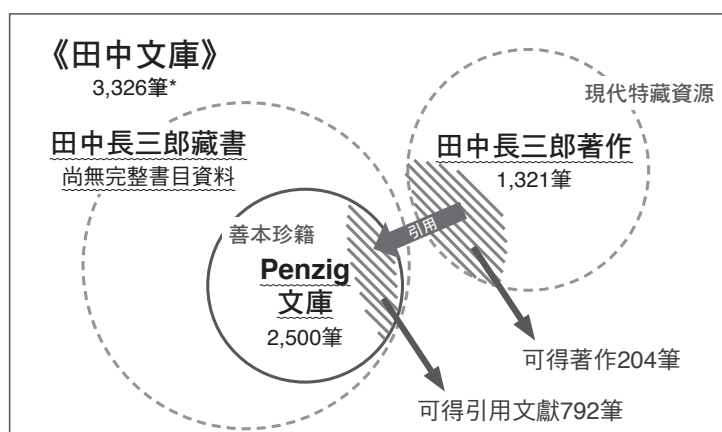 《田中文庫》
3,326筆*
現代特藏資源
田中長三郎藏書
尚無完整書目資料
田中長三郎著作
1,321筆
引用
善本珍籍
Penzig
文庫
2,500筆
可得著作204筆
可得引用文獻792筆